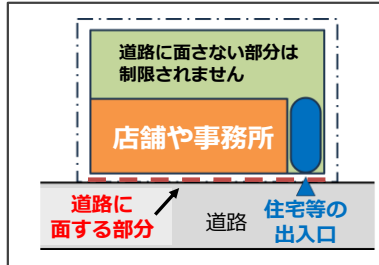 道路に面さない部分は
制限されません
店舗や事務所
道路に
面する部分
道路
住宅等の
出入口